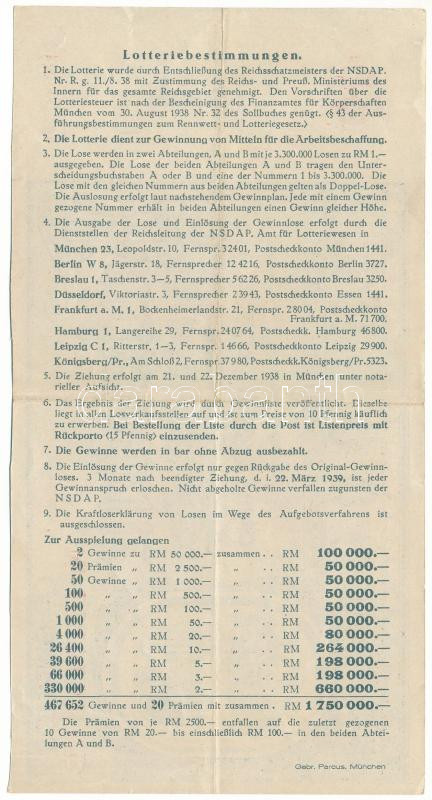 Lotteriebestimmungen.
1. Die Lotterie wurde durch Entschließung des Reichsschatzmeisters der NSDAP.
Nr. R. g. 11./8. 38 mit Zustimmung des Reichs- und Preuß. Ministeriums des
Innern für das gesamte Reichsgebiet genehmigt. Den Vorschriften über die
Lotteriesteuer ist nach der Bescheinigung des Finanzamtes für Körperschaften
München vom 30. August 1938 Nr. 32 des Sollbuches genügt. (§ 43 der Aus-
führungsbestimmungen zum Rennwett- und Lotteriegesetz.)
2. Die Lotterie dient zur Gewinnung von Mitteln für die Arbeitsbeschaffung.
3. Die Lose werden in zwei Abteilungen, A und B mit je 3.300.000 Losen zu RM 1.—
ausgegeben. Die Lose der beiden Abteilungen A und B tragen den Unter-
scheidungsbuchstaben A oder B und eine der Nummern 1 bis 3.300.000. Die
Lose mit den gleichen Nummern aus beiden Abteilungen gelten als Doppel-Lose.
Die Auslosung erfolgt laut nachstehendem Gewinnplan. Jede mit einem Gewinn
gezogene Nummer erhält in beiden Abteilungen einen Gewinn gleicher Höhe.
4. Die Ausgabe der Lose und Einlösung der Gewinnlose erfolgt durch die
Dienststellen der Reichsleitung der NSDAP. Amt für Lotteriewesen in
München 23, Leopoldstr. 10, Fernspr. 32401, Postscheckkonto München 1441.
Berlin W 8, Jägerstr. 18, Fernsprecher 12 42 16, Postscheckkonto Berlin 3727.
Breslau 1, Taschenstr. 3—5, Fernsprecher 56226, Postscheckkonto Breslau 3250.
Düsseldorf, Viktoriastr. 3, Fernsprecher 23943, Postscheckkonto Essen 1441.
Frankfurt a. M. 1, Bockenheimerlandstr. 21, Fernspr. 28004, Postscheckkonto
Frankfurt a. M. 71 700.
Hamburg 1, Langereihe 29, Fernspr. 240764, Postscheckk. Hamburg 46800.
Leipzig C 1, Ritterstr. 1—3, Fernspr. 14666, Postscheckkonto Leipzig 29900.
Königsberg/Pr., Am Schloß 2, Fernspr. 37980, Postscheckk. Königsberg/Pr. 5323.
5. Die Ziehung erfolgt am 21. und 22. Dezember 1938 in München unter nota-
rieller Aufsicht.
6. Das Ergebnis der Ziehung wird durch Gewinnliste veröffentlicht. Dieselbe
liegt in allen Losverkaufsstellen auf und ist zum Preise von 10 Pfennig käuflich
zu erwerben. Bei Bestellung der Liste durch die Post ist Listenpreis mit
Rückporto (15 Pfennig) einzusenden.
7. Die Gewinne werden in bar ohne Abzug ausbezahlt.
8. Die Einlösung der Gewinne erfolgt nur gegen Rückgabe des Original-Gewinn-
loses. 3 Monate nach beendigter Ziehung, d. i. 22. März 1939, ist jeder
Gewinnanspruch erloschen. Nicht abgeholte Gewinne verfallen zugunsten der
NSDAP.
9. Die Kraftloserklärung von Losen im Wege des Aufgebotsverfahrens ist
ausgeschlossen.
Zur Ausspielung gelangen
2 Gewinne zu RM 50 000.— zusammen . . RM 100 000.—
20 Prämien „ RM 2 500.— „ . . RM 50 000.—
50 Gewinne „ RM 1 000.— „ . . RM 50 000.—
100 „ „ RM 500.— „ . . RM 50 000.—
500 „ „ RM 100.— „ . . RM 50 000.—
1 000 „ „ RM 50.— „ . . RM 50 000.—
4 000 „ „ RM 20.— „ . . RM 80 000.—
26 400 „ „ RM 10.— „ . . RM 264 000.—
39 600 „ „ RM 5.— „ . . RM 198 000.—
66 000 „ „ RM 3.— „ . . RM 198 000.—
330 000 „ „ RM 2.— „ . . RM 660 000.—
467 652 Gewinne und 20 Prämien mit zusammen . RM 1 750 000.—
Die Prämien von je RM 2500.— entfallen auf die zuletzt gezogenen
10 Gewinne von RM 20.— bis einschließlich RM 100.— in den beiden Abtei-
lungen A und B.
Gebr. Parcus, München